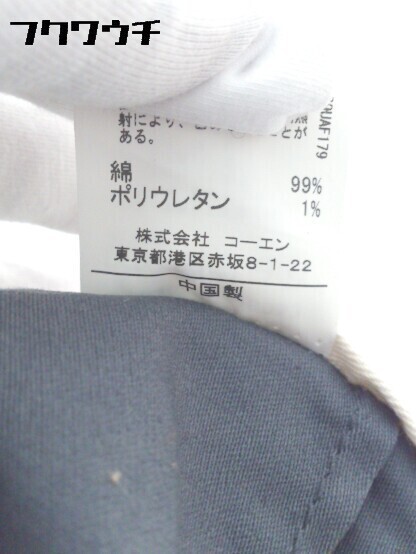 フクワウチ
射により、
ことが
ある。
綿 99%
ポリウレタン 1%
株式会社 コーエン
東京都港区赤坂8-1-22
中国製
QUAF179